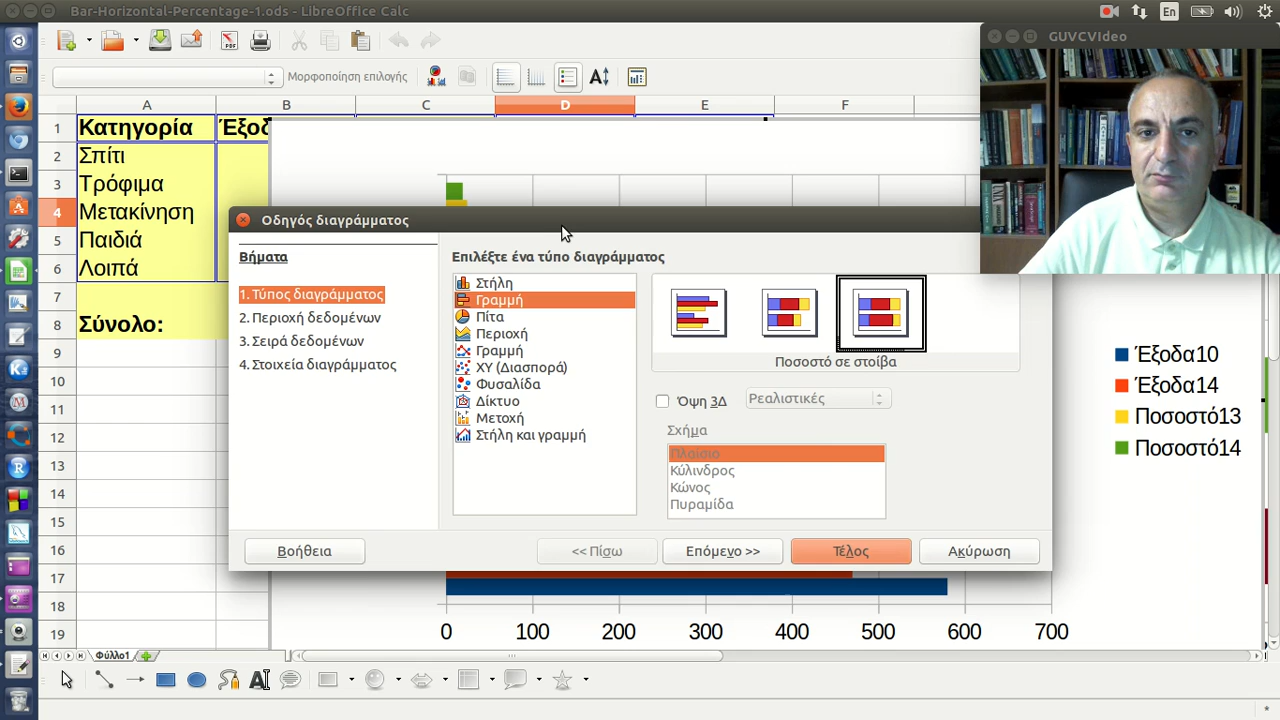 Bar-Horizontal-Percentage-1.ods - LibreOffice Calc
En
GUVCVIdeo
Μορφοποίηση επιλογής
A B C D E F
1 Κατηγορία Έξοδ
2 Σπίτι
3 Τρόφιμα
4 Μετακίνηση
5 Παιδιά
6 Λοιπά
7
8 Σύνολο:
9
10
11
12
13
14
15
16
17
18
19
Οδηγός διαγράμματος
Βήματα
1. Τύπος διαγράμματος
2. Περιοχή δεδομένων
3. Σειρά δεδομένων
4. Στοιχεία διαγράμματος
Επιλέξτε ένα τύπο διαγράμματος
Στήλη
Γραμμή
Πίτα
Περιοχή
Γραμμή
XY (Διασπορά)
Φυσαλίδα
Δίκτυο
Μετοχή
Στήλη και γραμμή
Ποσοστό σε στοίβα
Όψη 3Δ
Ρεαλιστικές
Σχήμα
Πλαίσιο
Κύλινδρος
Κώνος
Πυραμίδα
Βοήθεια
<< Πίσω
Επόμενο >>
Τέλος
Ακύρωση
Έξοδα10
Έξοδα14
Ποσοστό13
Ποσοστό14
0 100 200 300 400 500 600 700
Φύλλο1